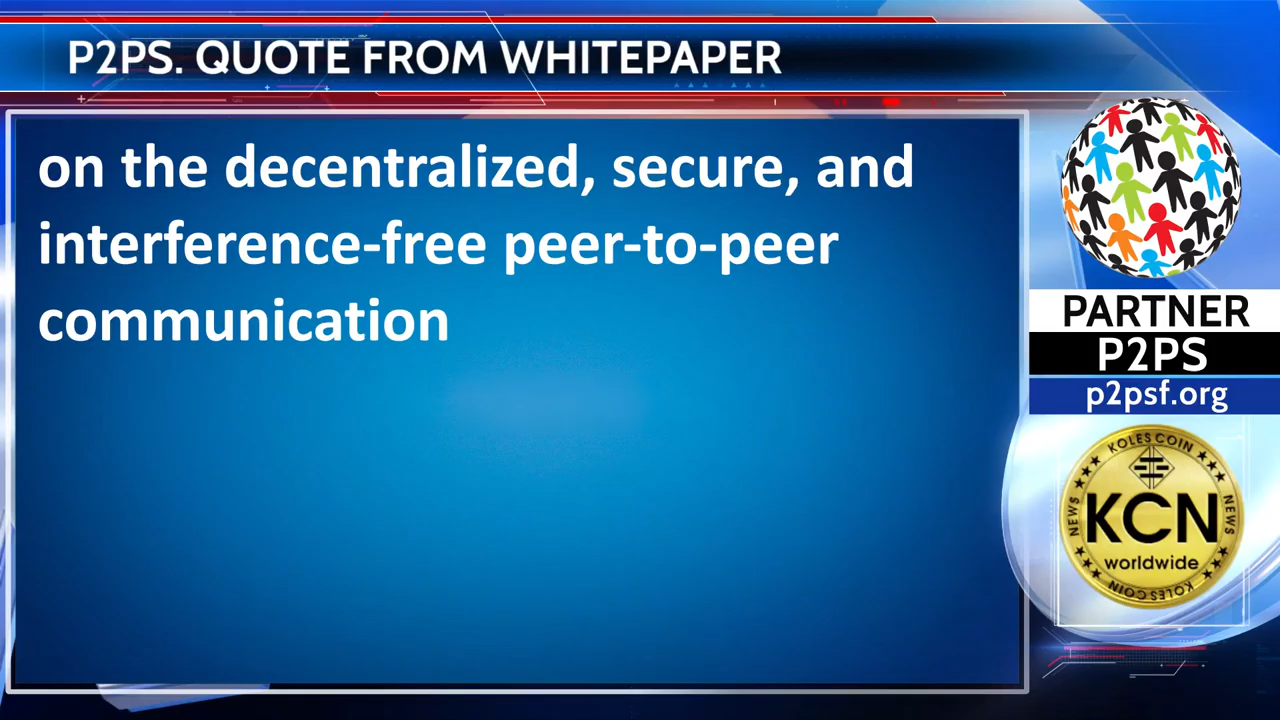 P2PS. QUOTE FROM WHITEPAPER
on the decentralized, secure, and
interference-free peer-to-peer
communication
PARTNER
P2PS
p2psf.org
KOLES COIN
NEWS
KCN
NEWS
worldwide
KOLES COIN